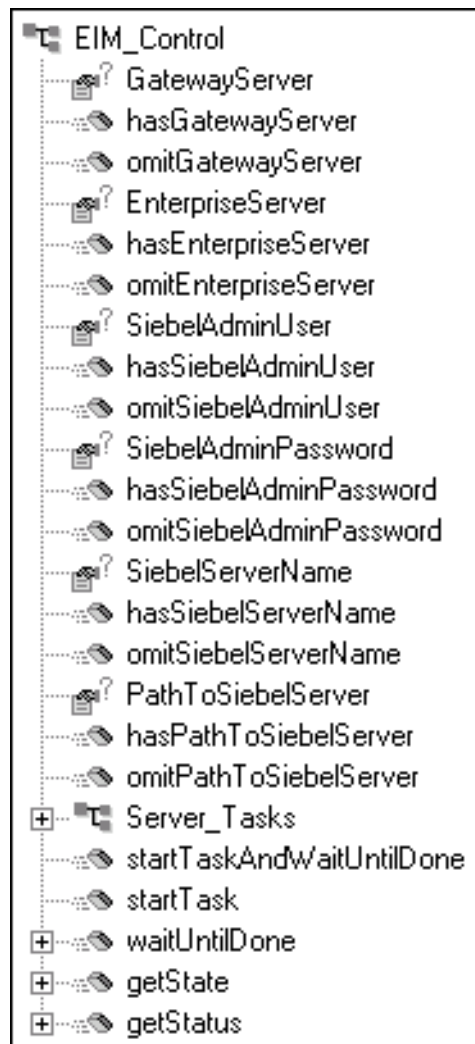 EIM_Control
GatewayServer
hasGatewayServer
omitGatewayServer
EnterpriseServer
hasEnterpriseServer
omitEnterpriseServer
SiebelAdminUser
hasSiebelAdminUser
omitSiebelAdminUser
SiebelAdminPassword
hasSiebelAdminPassword
omitSiebelAdminPassword
SiebelServerName
hasSiebelServerName
omitSiebelServerName
PathToSiebelServer
hasPathToSiebelServer
omitPathToSiebelServer
Server_Tasks
startTaskAndWaitUntilDone
startTask
waitUntilDone
getState
getStatus